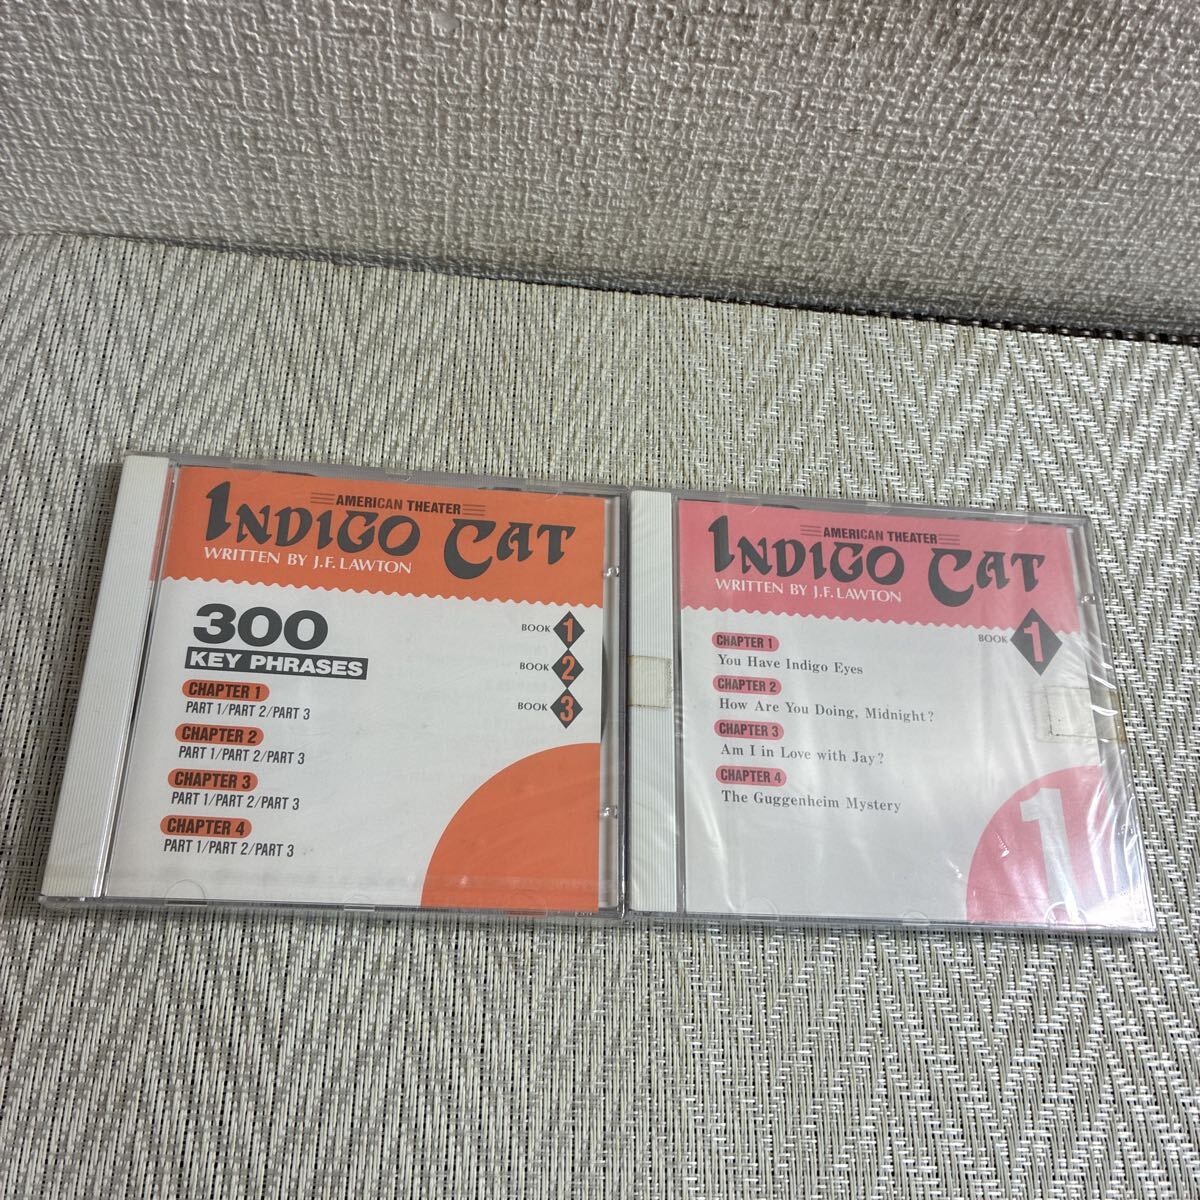 AMERICAN THEATER
INDIGO CAT
WRITTEN BY J.F. LAWTON
300
KEY PHRASES
BOOK 1
BOOK 2
BOOK 3
CHAPTER 1
PART 1/PART 2/PART 3
CHAPTER 2
PART 1/PART 2/PART 3
CHAPTER 3
PART 1/PART 2/PART 3
CHAPTER 4
PART 1/PART 2/PART 3
AMERICAN THEATER
INDIGO CAT
WRITTEN BY J.F. LAWTON
BOOK 1
CHAPTER 1
You Have Indigo Eyes
CHAPTER 2
How Are You Doing, Midnight?
CHAPTER 3
Am I in Love with Jay?
CHAPTER 4
The Guggenheim Mystery
1